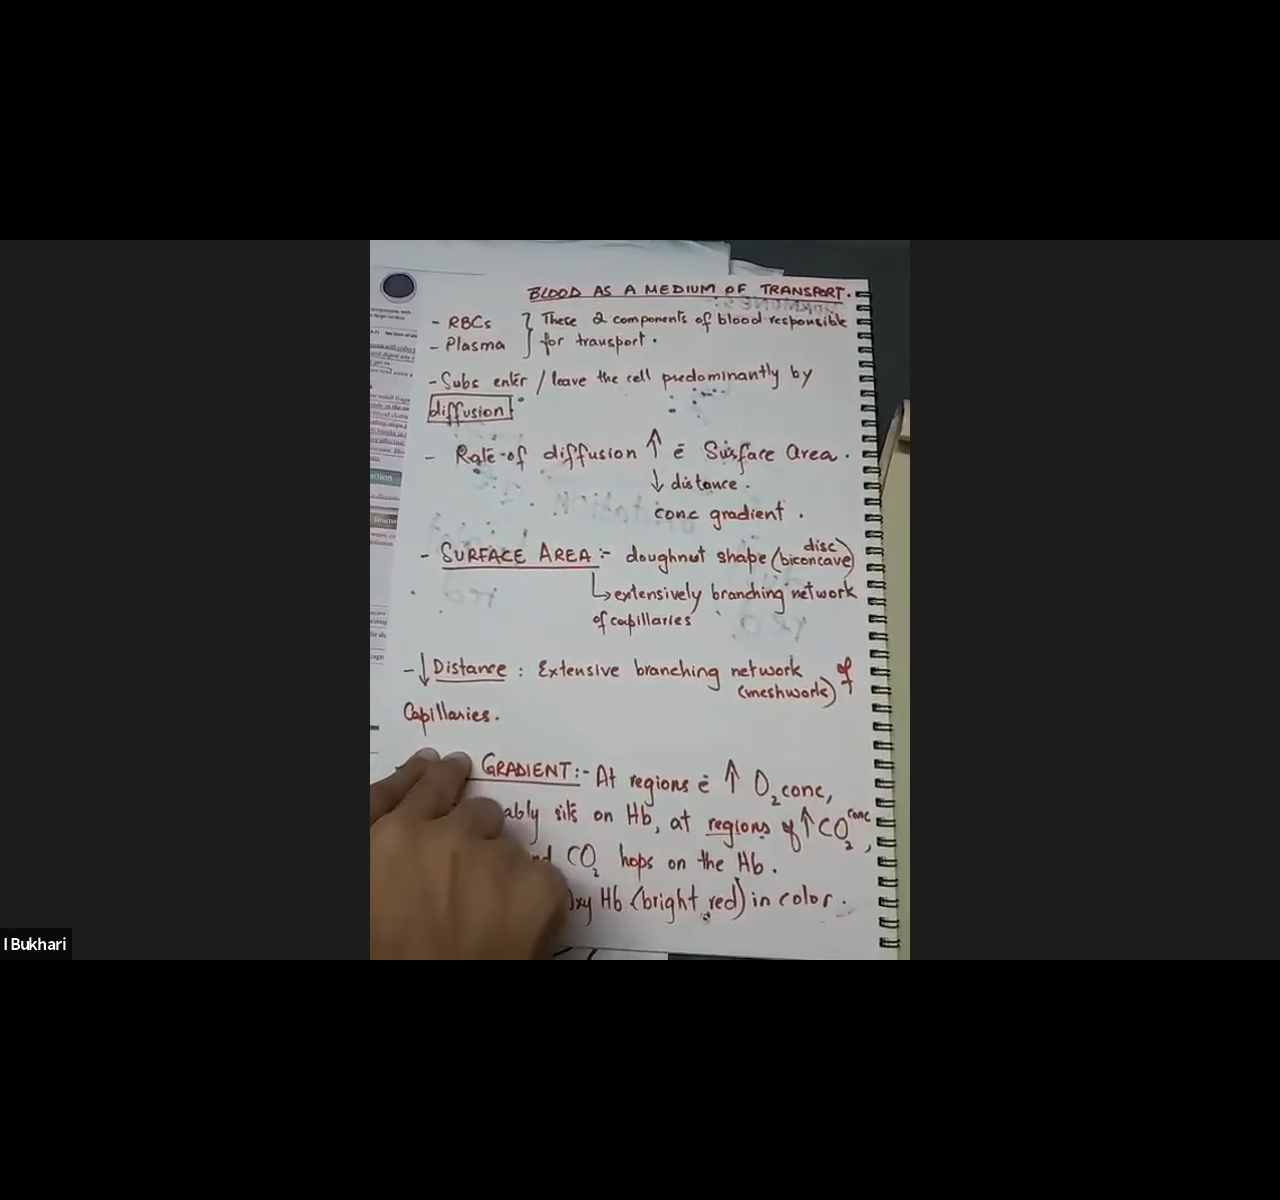 BLOOD AS A MEDIUM OF TRANSPORT.
- RBCs } These 2 components of blood responsible
- Plasma for transport.
- Subs enter / leave the cell predominantly by
diffusion
- Rate of diffusion ↑ ē Surface Area.
↓ distance.
conc gradient.
- SURFACE AREA :- doughnut shape (biconcave disc)
↳ extensively branching network
of capillaries
- ↓ Distance : Extensive branching network of
(meshwork)
Capillaries.
GRADIENT :- At regions ē ↑ O2 conc,
ably sits on Hb, at regions of ↑ CO2 conc,
CO2 hops on the Hb.
Oxy Hb (bright red) in color.
I Bukhari